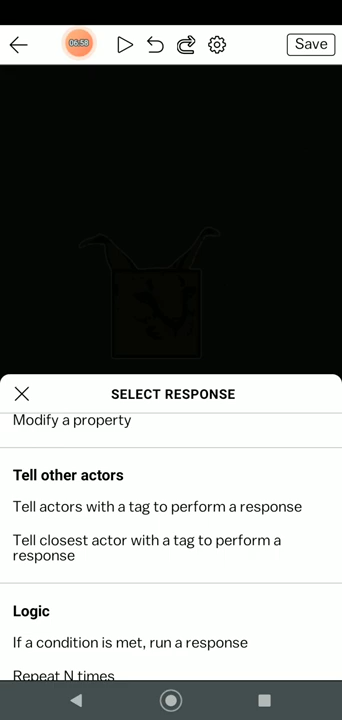 06:58
Save
SELECT RESPONSE
Modify a property
Tell other actors
Tell actors with a tag to perform a response
Tell closest actor with a tag to perform a
response
Logic
If a condition is met, run a response
Repeat N times